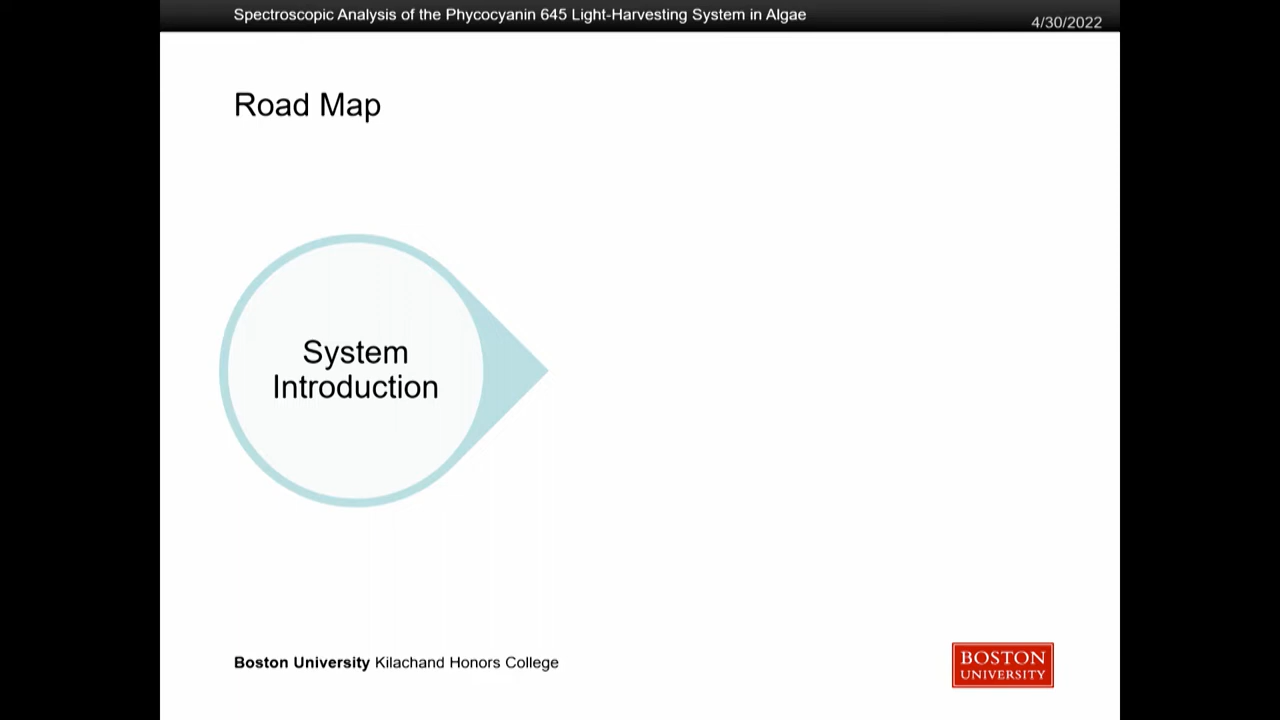 Spectroscopic Analysis of the Phycocyanin 645 Light-Harvesting System in Algae
4/30/2022
Road Map
System
Introduction
Boston University Kilachand Honors College
BOSTON
UNIVERSITY